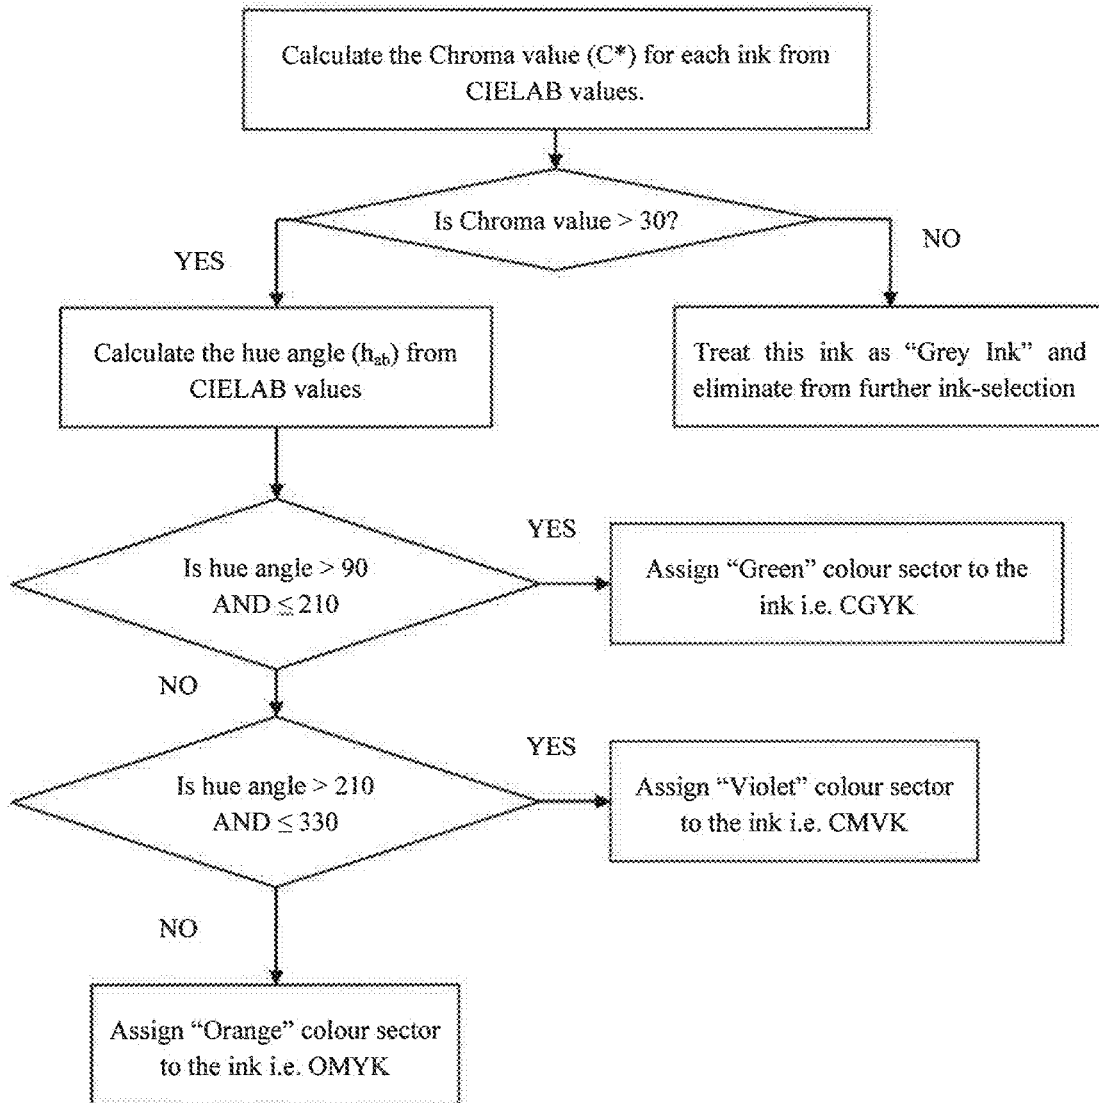 Calculate the Chroma value (C*) for each ink from
CIELAB values.
Is Chroma value > 30?
YES
NO
Calculate the hue angle (hab) from
CIELAB values
Treat this ink as “Grey Ink” and
eliminate from further ink-selection
Is hue angle > 90
AND ≤ 210
YES
Assign “Green” colour sector to the
ink i.e. CGYK
NO
Is hue angle > 210
AND ≤ 330
YES
Assign “Violet” colour sector
to the ink i.e. CMVK
NO
Assign “Orange” colour sector
to the ink i.e. OMYK